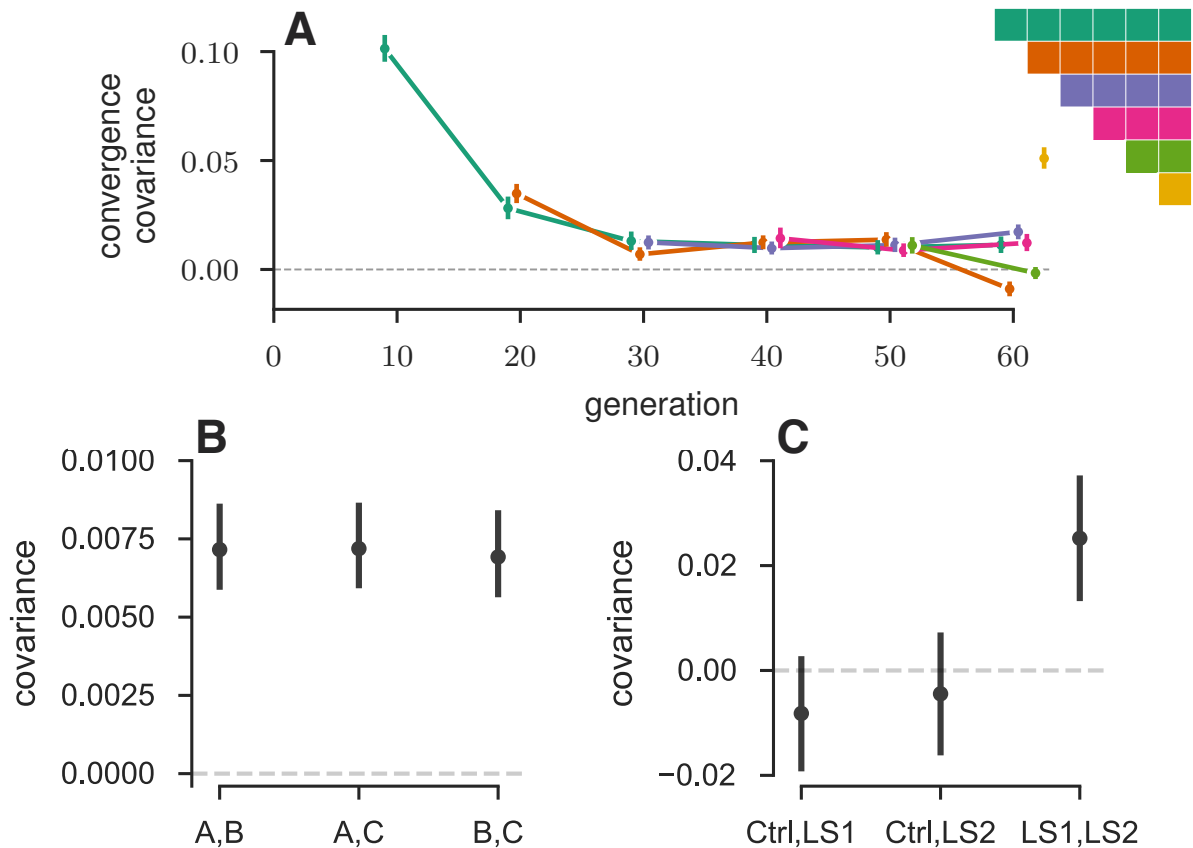 A
0.10
0.05
0.00
convergence
covariance
0 10 20 30 40 50 60
generation
B
0.0100
0.0075
0.0050
0.0025
0.0000
covariance
A,B A,C B,C
C
0.04
0.02
0.00
−0.02
covariance
Ctrl,LS1 Ctrl,LS2 LS1,LS2